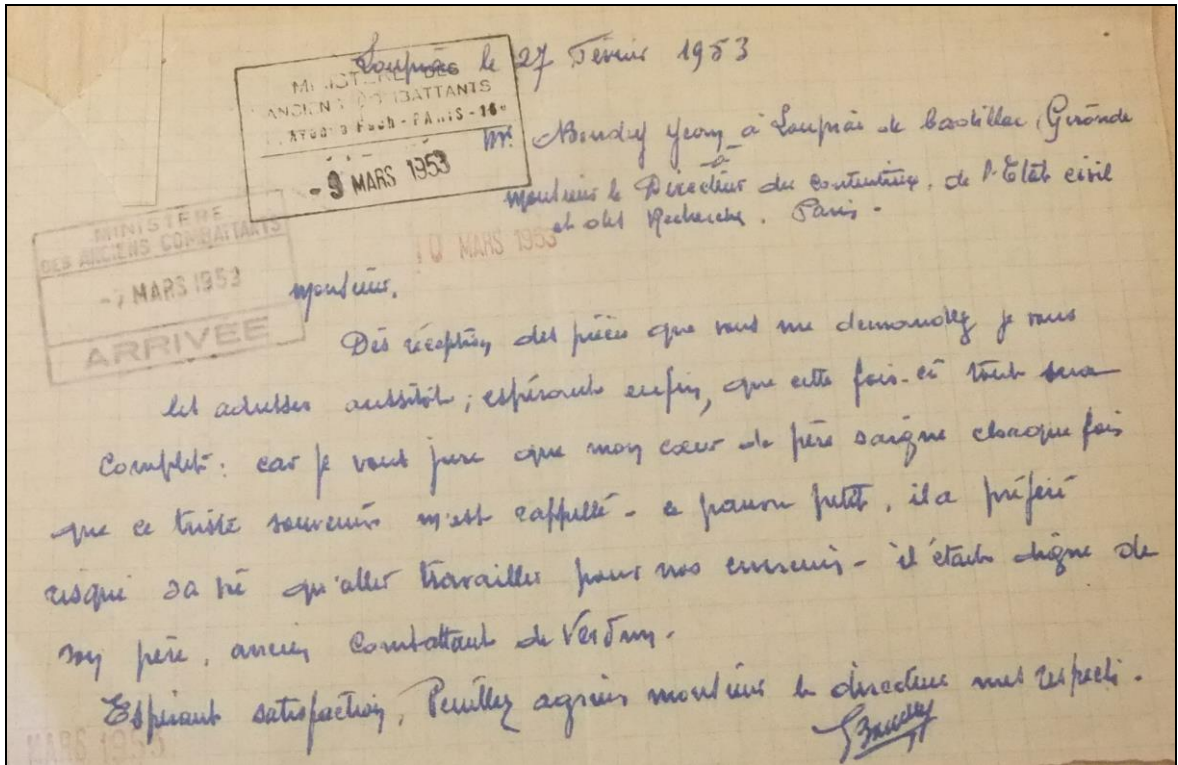 Loupiac le 27 Février 1953
MINISTÈRE DES
ANCIENS COMBATTANTS
Avenue Foch - PARIS - 16e
- 9 MARS 1953
Mr. Jean à Loupiac de Cadillac, Gironde
à
Monsieur le Directeur du Contentieux, de l'Etat civil
et des Recherche. Paris.
10 MARS 1953
MINISTÈRE
DES ANCIENS COMBATTANTS
- 7 MARS 1953
ARRIVÉE
Monsieur,
Dès réception des pièces que vous me demandez je vous
les adresses aussitôt; espérant enfin, que cette fois-ci tout sera
Complet: car je vous jure que mon cœur de père saigne chaque fois
que ce triste souvenir m'est rappellé - ce pauvre petit, il a préféré
risqué sa vie qu'aller travailler pour nos ennemis - il était digne de
son père, ancien Combattant de Verdun.
Espérant satisfaction, Veuillez agréer monsieur le directeur mes respects.
MARS 1953